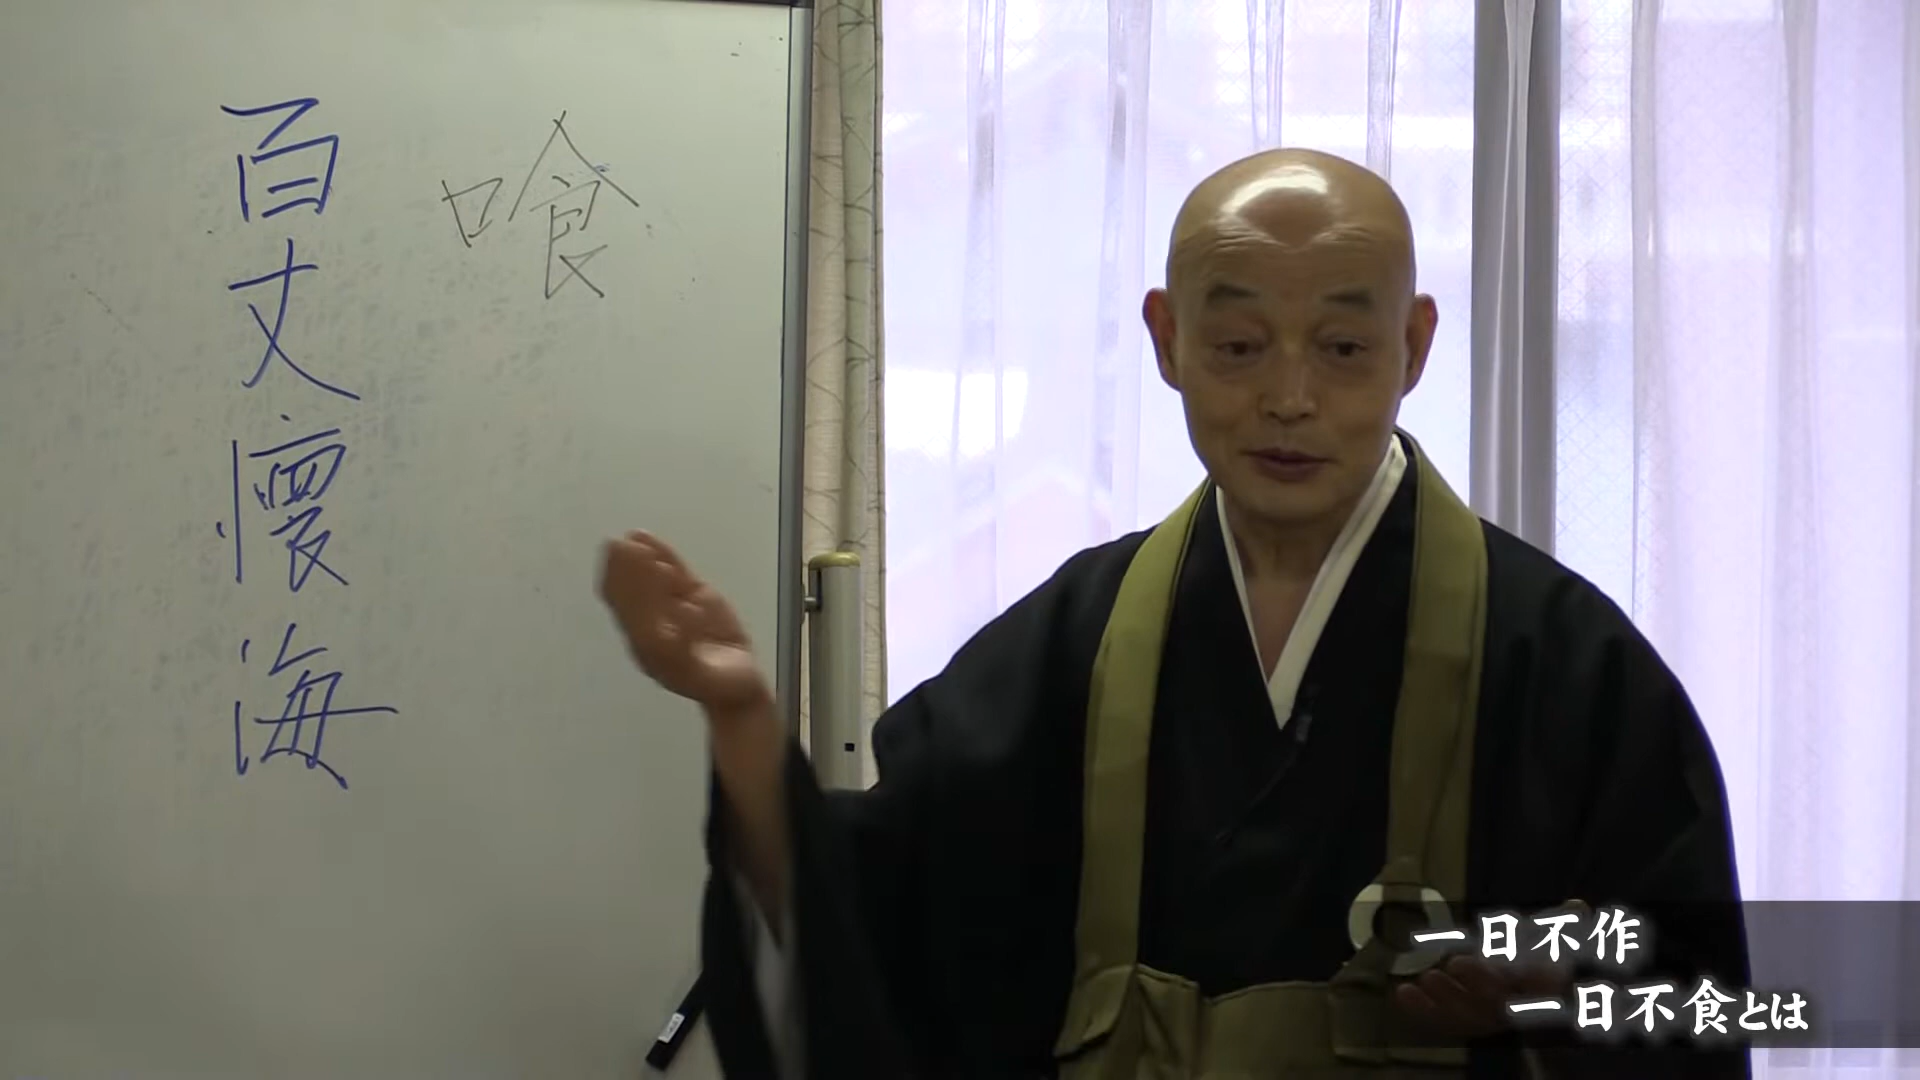 喰
百丈懐海
一日不作
一日不食とは